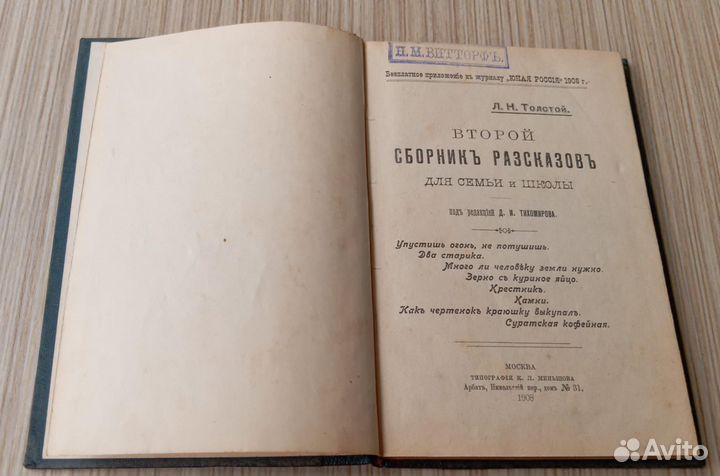 П. М. ВИТТОРФЪ.
Безплатное приложеніе къ журналу „ЮНАЯ РОССІЯ“ 1908 г.
Л. Н. Толстой.
ВТОРОЙ
СБОРНИКЪ РАЗСКАЗОВЪ
ДЛЯ СЕМЬИ и ШКОЛЫ
подъ редакціей Д. И. ТИХОМИРОВА.
Упустишь огонь, не потушишь.
Два старика.
Много ли человѣку земли нужно.
Зерно съ куриное яйцо.
Крестникъ.
Камни.
Какъ чертенокъ краюшку выкупалъ.
Суратская кофейная.
МОСКВА
ТИПОГРАФІЯ К. Л. МЕНЬШОВА
Арбатъ, Никольскій пер., домъ № 21.
1908
Avito